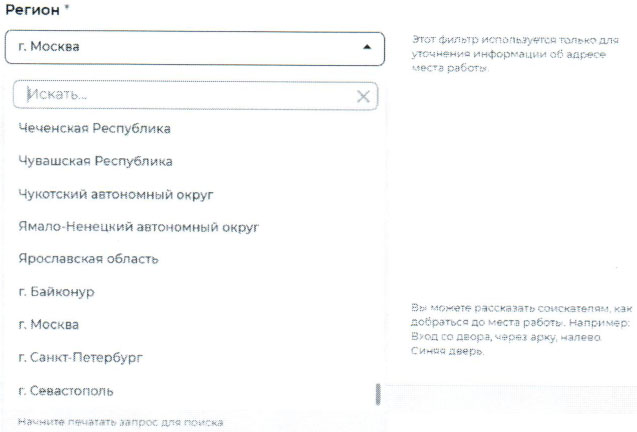 Регион *
г. Москва
Этот фильтр используется только для
уточнения информации об адресе
места работы.
Искать...
Чеченская Республика
Чувашская Республика
Чукотский автономный округ
Ямало-Ненецкий автономный округ
Ярославская область
г. Байконур
г. Москва
г. Санкт-Петербург
г. Севастополь
Начните печатать запрос для поиска
Вы можете рассказать соискателям, как
добраться до места работы. Например:
Вход со двора, через арку, налево.
Синяя дверь.